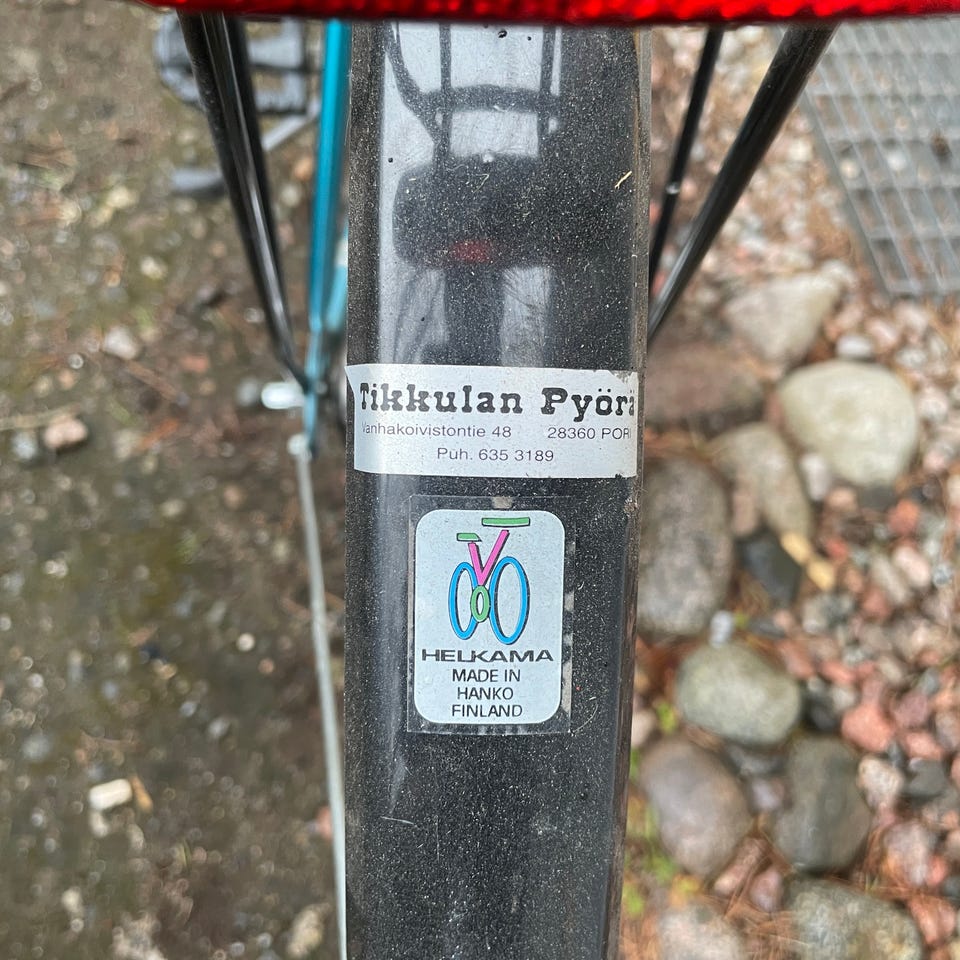 Tikkulan Pyörä
Vanhakoivistontie 48 28360 PORI
Puh. 635 3189
HELKAMA
MADE IN
HANKO
FINLAND